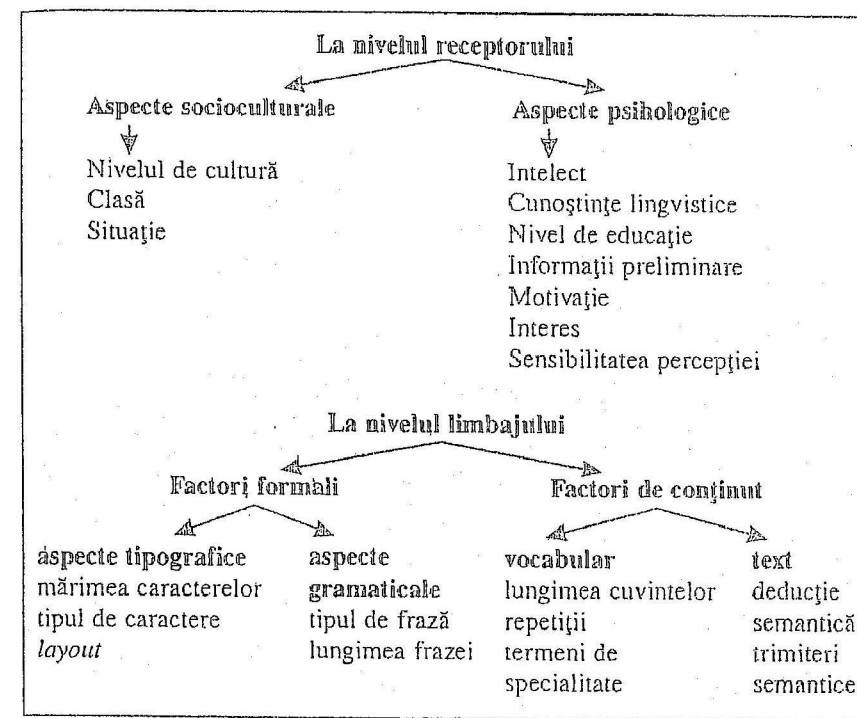 La nivelul receptorului
Aspecte socioculturale
Nivelul de cultură
Clasă
Situaţie
Aspecte psihologice
Intelect
Cunoştinţe lingvistice
Nivel de educaţie
Informaţii preliminare
Motivaţie
Interes
Sensibilitatea percepţiei
La nivelul limbajului
Factori formali
aspecte tipografice
mărimea caracterelor
tipul de caractere
layout
aspecte
gramaticale
tipul de frază
lungimea frazei
Factori de conţinut
vocabular
lungimea cuvintelor
repetiţii
termeni de
specialitate
text
deducţie
semantică
trimiteri
semantice